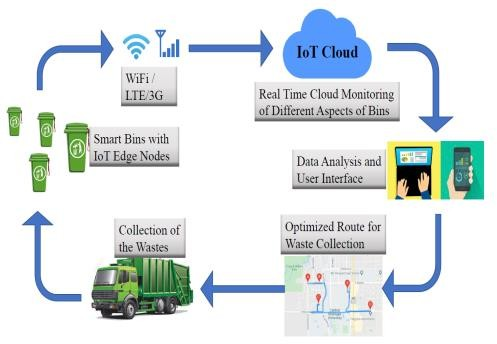 WiFi /
LTE/3G
IoT Cloud
Real Time Cloud Monitoring
of Different Aspects of Bins
Smart Bins with
IoT Edge Nodes
Data Analysis and
User Interface
Collection of
the Wastes
Optimized Route for
Waste Collection